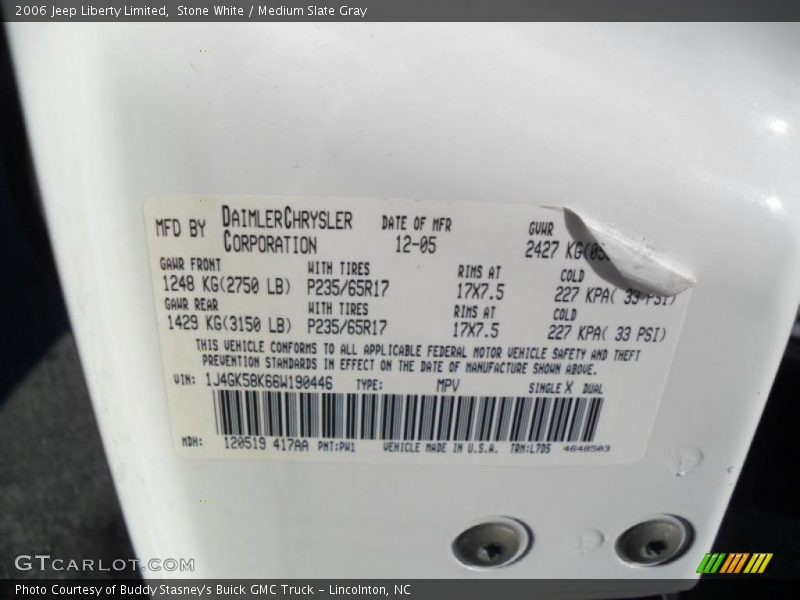 2006 Jeep Liberty Limited, Stone White / Medium Slate Gray
MFD BY DAIMLERCHRYSLER CORPORATION DATE OF MFR 12-05 GVWR 2427 KG(
GAWR FRONT WITH TIRES RIMS AT COLD
1248 KG(2750 LB) P235/65R17 17X7.5 227 KPA( 33 PSI)
GAWR REAR WITH TIRES RIMS AT COLD
1429 KG(3150 LB) P235/65R17 17X7.5 227 KPA( 33 PSI)
THIS VEHICLE CONFORMS TO ALL APPLICABLE FEDERAL MOTOR VEHICLE SAFETY AND THEFT
PREVENTION STANDARDS IN EFFECT ON THE DATE OF MANUFACTURE SHOWN ABOVE.
VIN: 1J4GK58K66W190446 TYPE: MPV SINGLE X DUAL
MDH: 120519 417AA PNT:PW1 VEHICLE MADE IN U.S.A. TRM:L7D5 4648503
GTCARLOT.COM
Photo Courtesy of Buddy Stasney's Buick GMC Truck - Lincolnton, NC